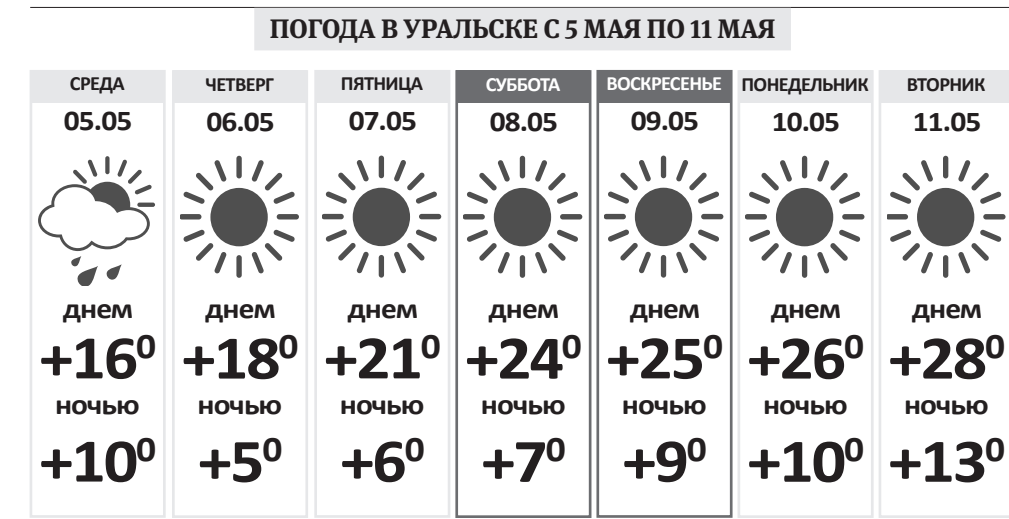 ПОГОДА В УРАЛЬСКЕ С 5 МАЯ ПО 11 МАЯ
СРЕДА ЧЕТВЕРГ ПЯТНИЦА СУББОТА ВОСКРЕСЕНЬЕ ПОНЕДЕЛЬНИК ВТОРНИК
05.05 06.05 07.05 08.05 09.05 10.05 11.05
днем днем днем днем днем днем днем
+16⁰ +18⁰ +21⁰ +24⁰ +25⁰ +26⁰ +28⁰
ночью ночью ночью ночью ночью ночью ночью
+10⁰ +5⁰ +6⁰ +7⁰ +9⁰ +10⁰ +13⁰